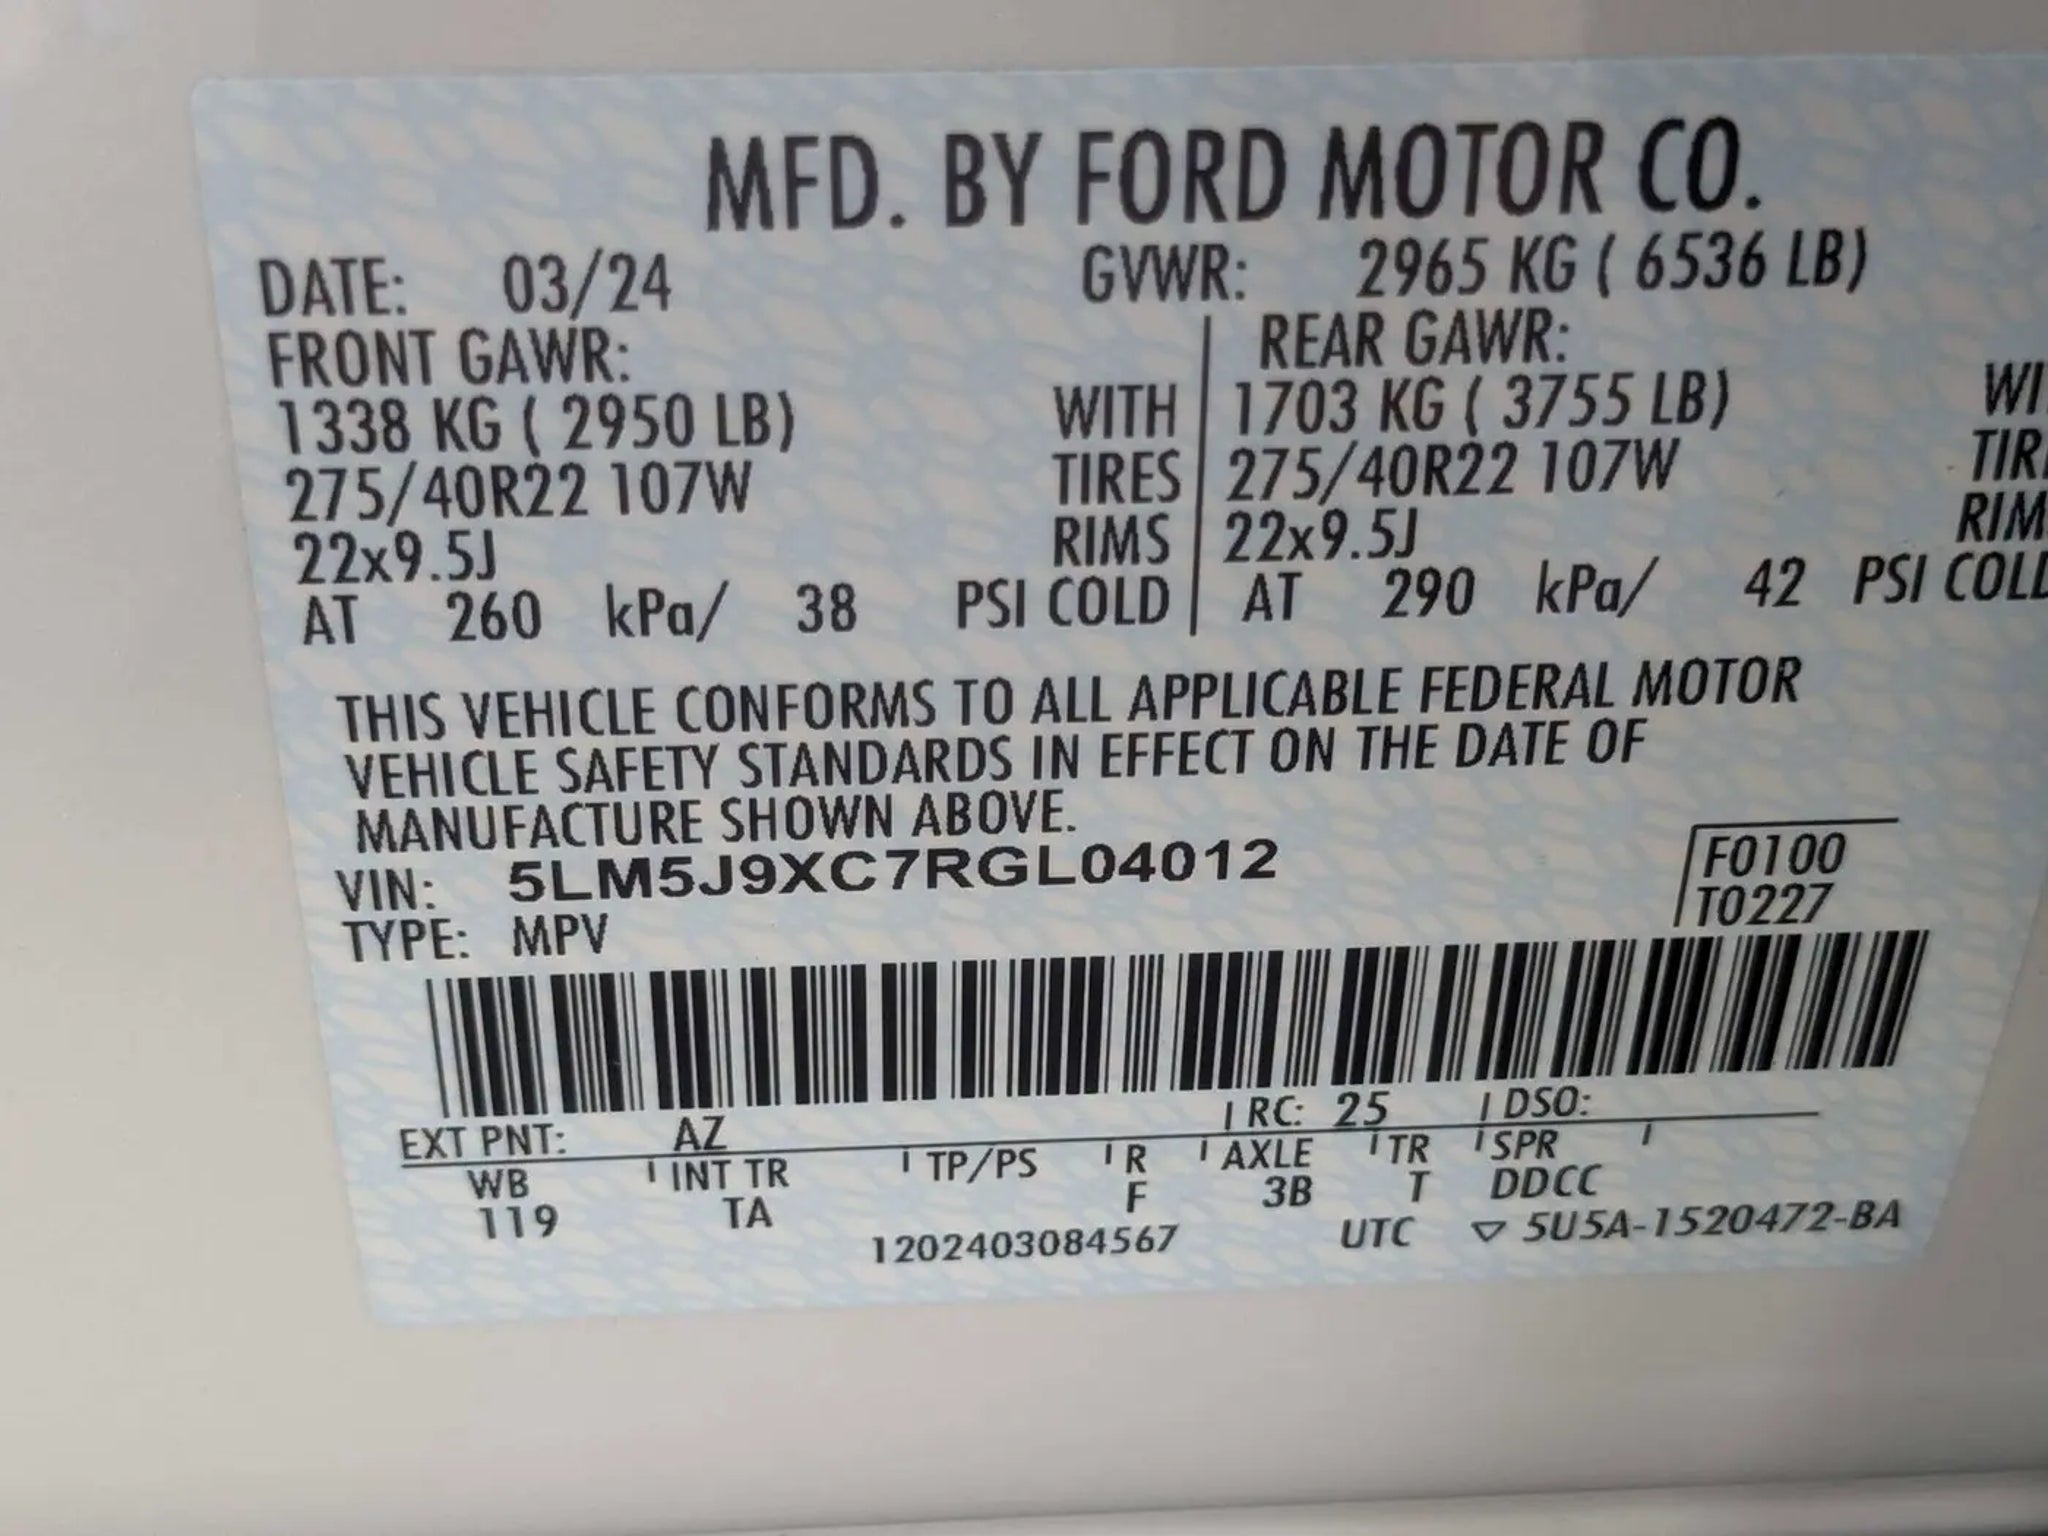 MFD. BY FORD MOTOR CO.
DATE: 03/24 GVWR: 2965 KG ( 6536 LB)
FRONT GAWR: REAR GAWR:
1338 KG ( 2950 LB) WITH 1703 KG ( 3755 LB) WI
275/40R22 107W TIRES 275/40R22 107W TIR
22x9.5J RIMS 22x9.5J RIM
AT 260 kPa/ 38 PSI COLD AT 290 kPa/ 42 PSI COLD
THIS VEHICLE CONFORMS TO ALL APPLICABLE FEDERAL MOTOR
VEHICLE SAFETY STANDARDS IN EFFECT ON THE DATE OF
MANUFACTURE SHOWN ABOVE.
VIN: 5LM5J9XC7RGL04012 F0100
TYPE: MPV T0227
EXT PNT: AZ RC: 25 DSO:
WB INT TR TP/PS R AXLE TR SPR
119 TA F 3B T DDCC
1202403084567 UTC ▽ 5U5A-1520472-BA